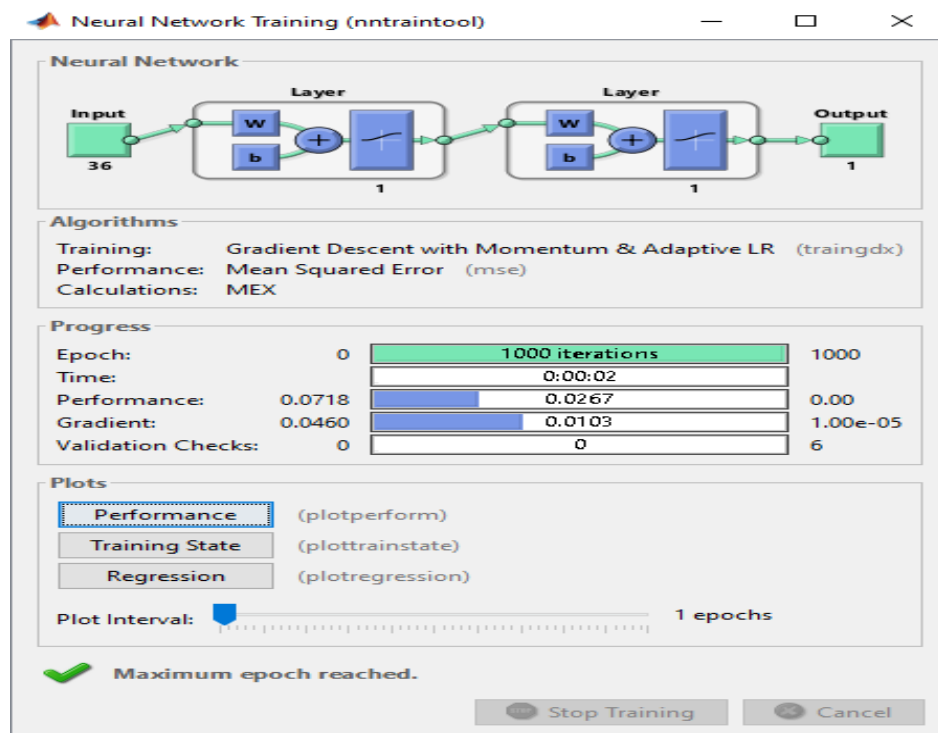 Neural Network Training (nntraintool)
Neural Network
Layer Layer
Input W W Output
b b
36 1 1 1
Algorithms
Training: Gradient Descent with Momentum & Adaptive LR (traingdx)
Performance: Mean Squared Error (mse)
Calculations: MEX
Progress
Epoch: 0 1000 iterations 1000
Time: 0:00:02
Performance: 0.0718 0.0267 0.00
Gradient: 0.0460 0.0103 1.00e-05
Validation Checks: 0 0 6
Plots
Performance (plotperform)
Training State (plottrainstate)
Regression (plotregression)
Plot Interval: 1 epochs
Maximum epoch reached.
Stop Training Cancel